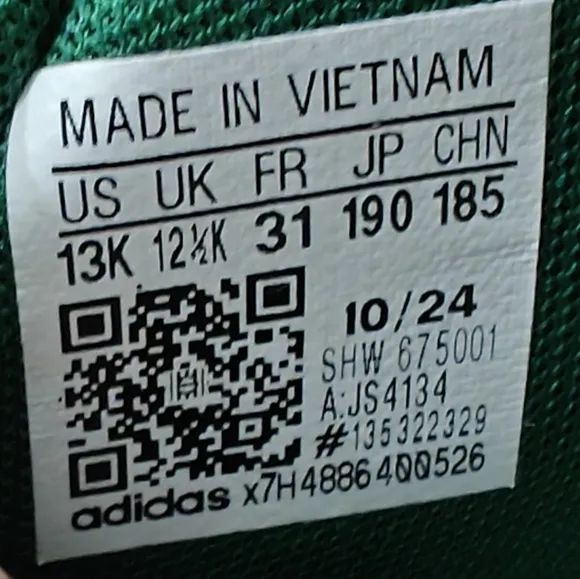 MADE IN VIETNAM
US UK FR JP CHN
13K 12½K 31 190 185
10/24
SHW 675001
A:JS4134
#135322329
adidas x7H4886400526